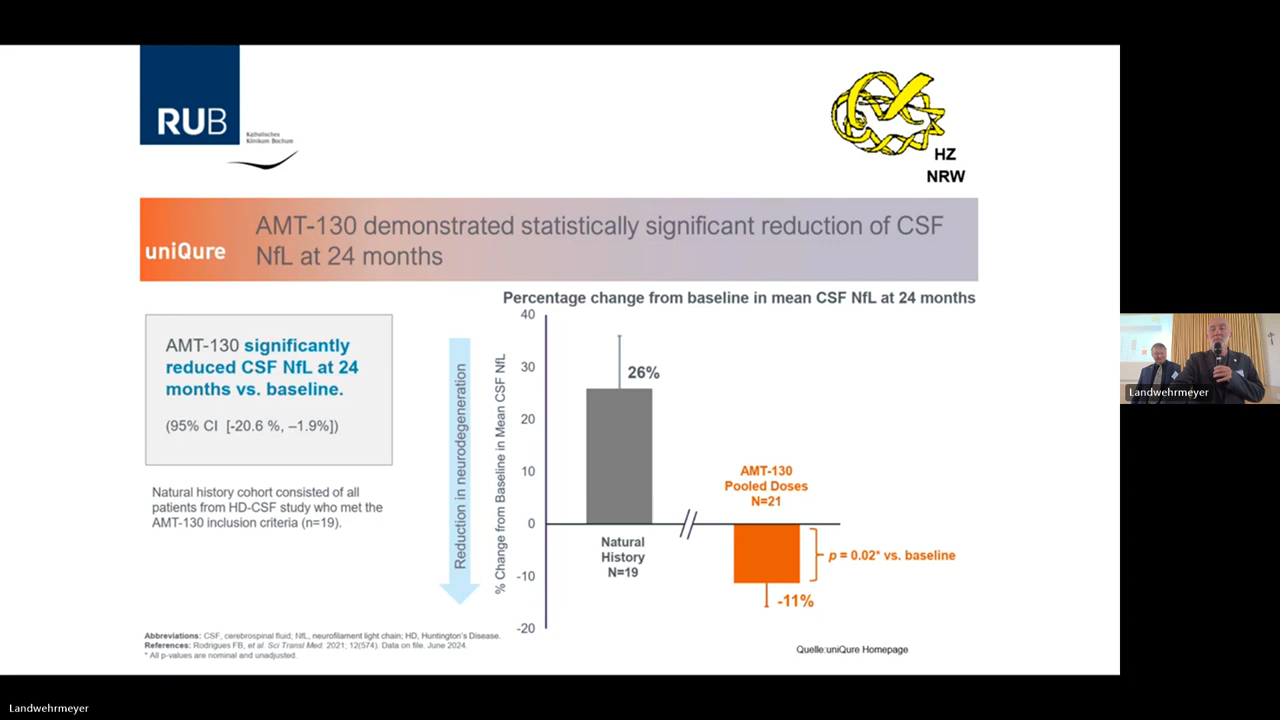 RUB
Katholisches
Klinikum Bochum
HZ
NRW
uniQure
AMT-130 demonstrated statistically significant reduction of CSF
NfL at 24 months
AMT-130 significantly
reduced CSF NfL at 24
months vs. baseline.
(95% CI [-20.6 %, –1.9%])
Natural history cohort consisted of all
patients from HD-CSF study who met the
AMT-130 inclusion criteria (n=19).
Reduction in neurodegeneration
Percentage change from baseline in mean CSF NfL at 24 months
% Change from Baseline in Mean CSF NfL
40
30
20
10
0
-10
-20
26%
Natural
History
N=19
AMT-130
Pooled Doses
N=21
p = 0.02* vs. baseline
-11%
Abbreviations: CSF, cerebrospinal fluid; NfL, neurofilament light chain; HD, Huntington's Disease.
References: Rodrigues FB, et al. Sci Transl Med. 2021; 12(574). Data on file. June 2024.
* All p-values are nominal and unadjusted.
Quelle:uniQure Homepage
Landwehrmeyer
Landwehrmeyer